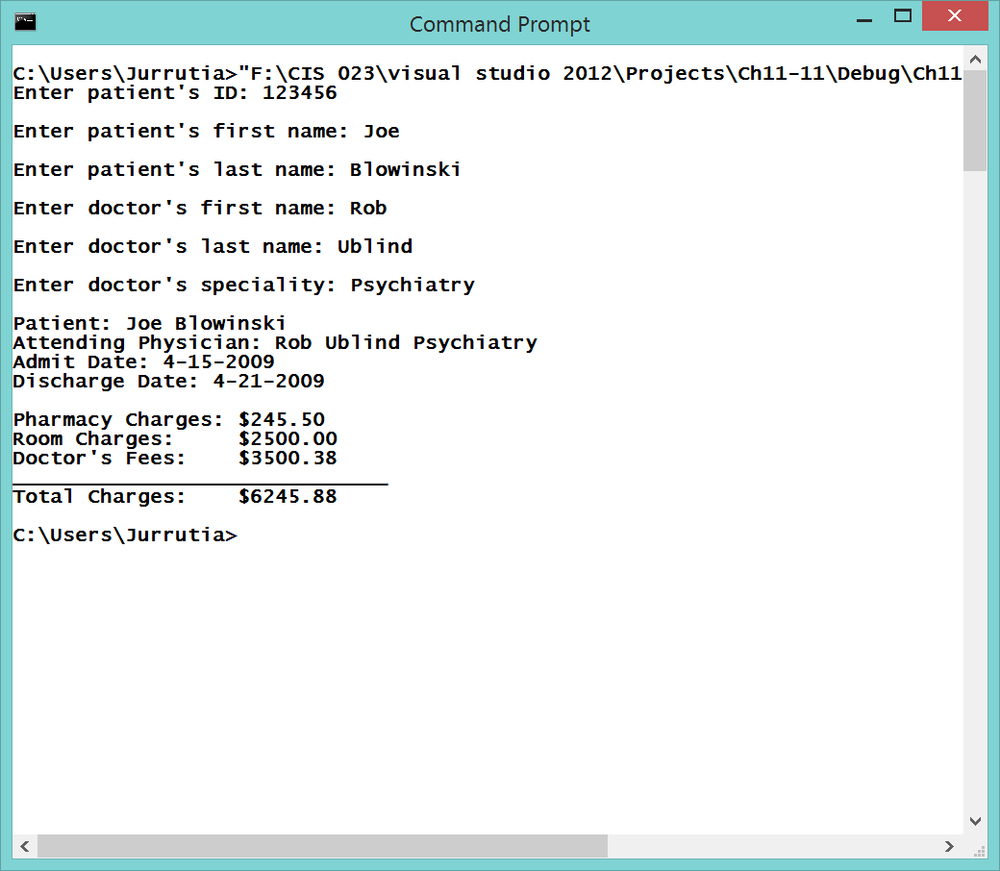 Command Prompt
C:\Users\Jurrutia>"F:\CIS 023\visual studio 2012\Projects\Ch11-11\Debug\Ch11
Enter patient's ID: 123456
Enter patient's first name: Joe
Enter patient's last name: Blowinski
Enter doctor's first name: Rob
Enter doctor's last name: Ublind
Enter doctor's speciality: Psychiatry
Patient: Joe Blowinski
Attending Physician: Rob Ublind Psychiatry
Admit Date: 4-15-2009
Discharge Date: 4-21-2009
Pharmacy Charges: $245.50
Room Charges:     $2500.00
Doctor's Fees:    $3500.38
______________________________
Total Charges:    $6245.88
C:\Users\Jurrutia>